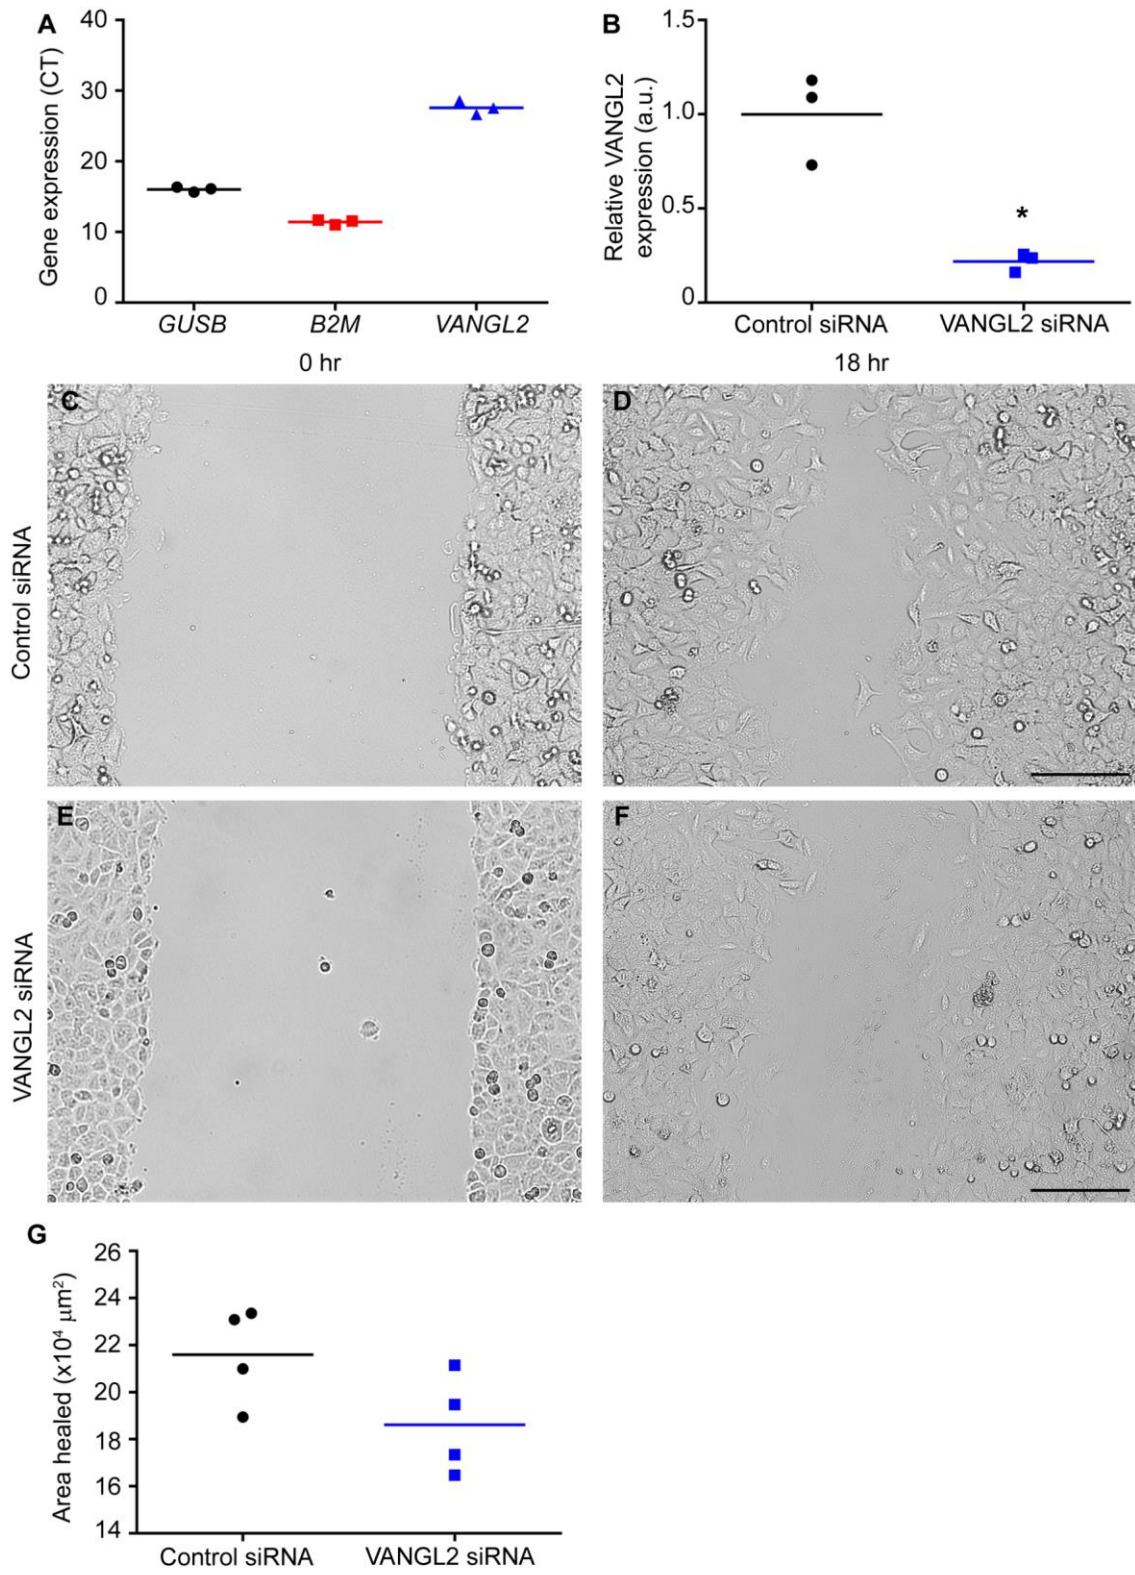 A
Gene expression (CT)
40
30
20
10
0
GUSB B2M VANGL2
B
Relative VANGL2
expression (a.u.)
1.5
1.0
0.5
0
*
Control siRNA VANGL2 siRNA
0 hr 18 hr
Control siRNA
C D
VANGL2 siRNA
E F
G
Area healed (x10⁴ μm²)
26
24
22
20
18
16
14
Control siRNA VANGL2 siRNA